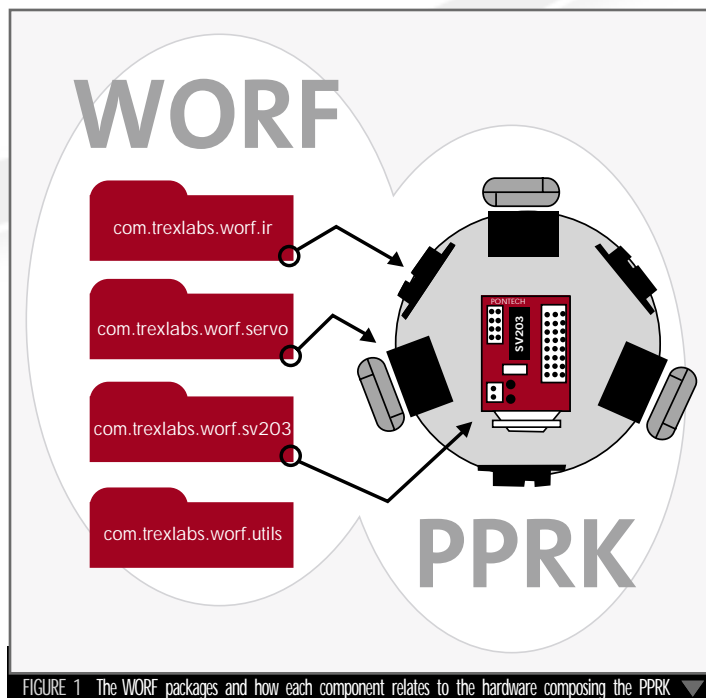 WORF
com.trexlabs.worf.ir
com.trexlabs.worf.servo
com.trexlabs.worf.sv203
com.trexlabs.worf.utils
PONTECH
SV203
PPRK
FIGURE 1 The WORF packages and how each component relates to the hardware composing the PPRK